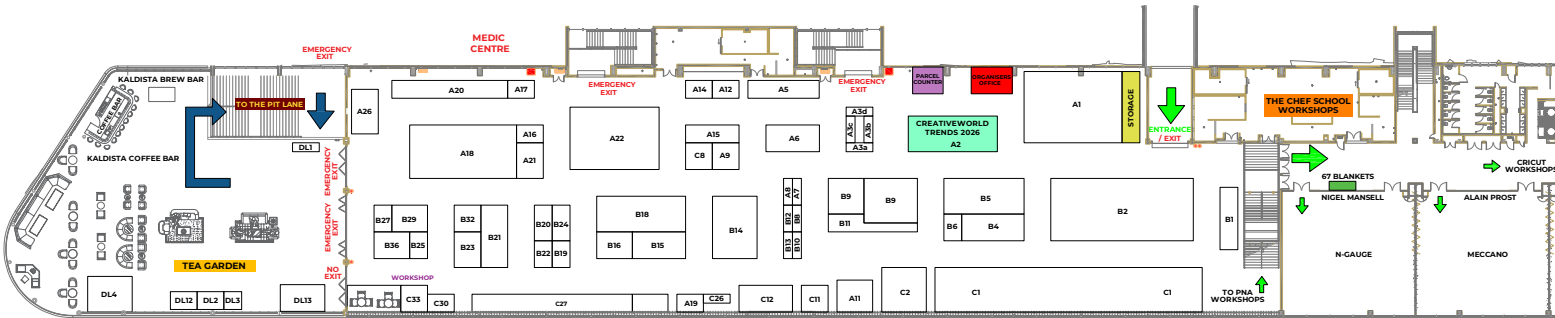 EMERGENCY
EXIT
MEDIC
CENTRE
KALDISTA BREW BAR
COFFEE BAR
KALDISTA COFFEE BAR
TO THE PIT LANE
DL1
EMERGENCY
EXIT
EMERGENCY
EXIT
NO
EXIT
TEA GARDEN
DL4
DL12
DL2
DL3
DL13
A26
A20
A17
EMERGENCY
EXIT
A14
A12
A5
EMERGENCY
EXIT
PARCEL
COUNTER
ORGANISERS
OFFICE
A1
STORAGE
ENTRANCE
/ EXIT
THE CHEF SCHOOL
WORKSHOPS
A18
A16
A21
A22
A15
C8
A9
A6
A3d
A3c
A3b
A3a
CREATIVEWORLD
TRENDS 2026
A2
CRICUT
WORKSHOPS
67 BLANKETS
NIGEL MANSELL
ALAIN PROST
N-GAUGE
MECCANO
B27
B29
B36
B25
B32
B23
B21
B20
B24
B22
B19
B18
B16
B15
B14
A8
A7
B12
B8
B13
B10
B9
B9
B11
B5
B6
B4
B2
B1
WORKSHOP
C33
C30
C27
A19
C26
C12
C11
A11
C2
C1
C1
TO PNA
WORKSHOPS